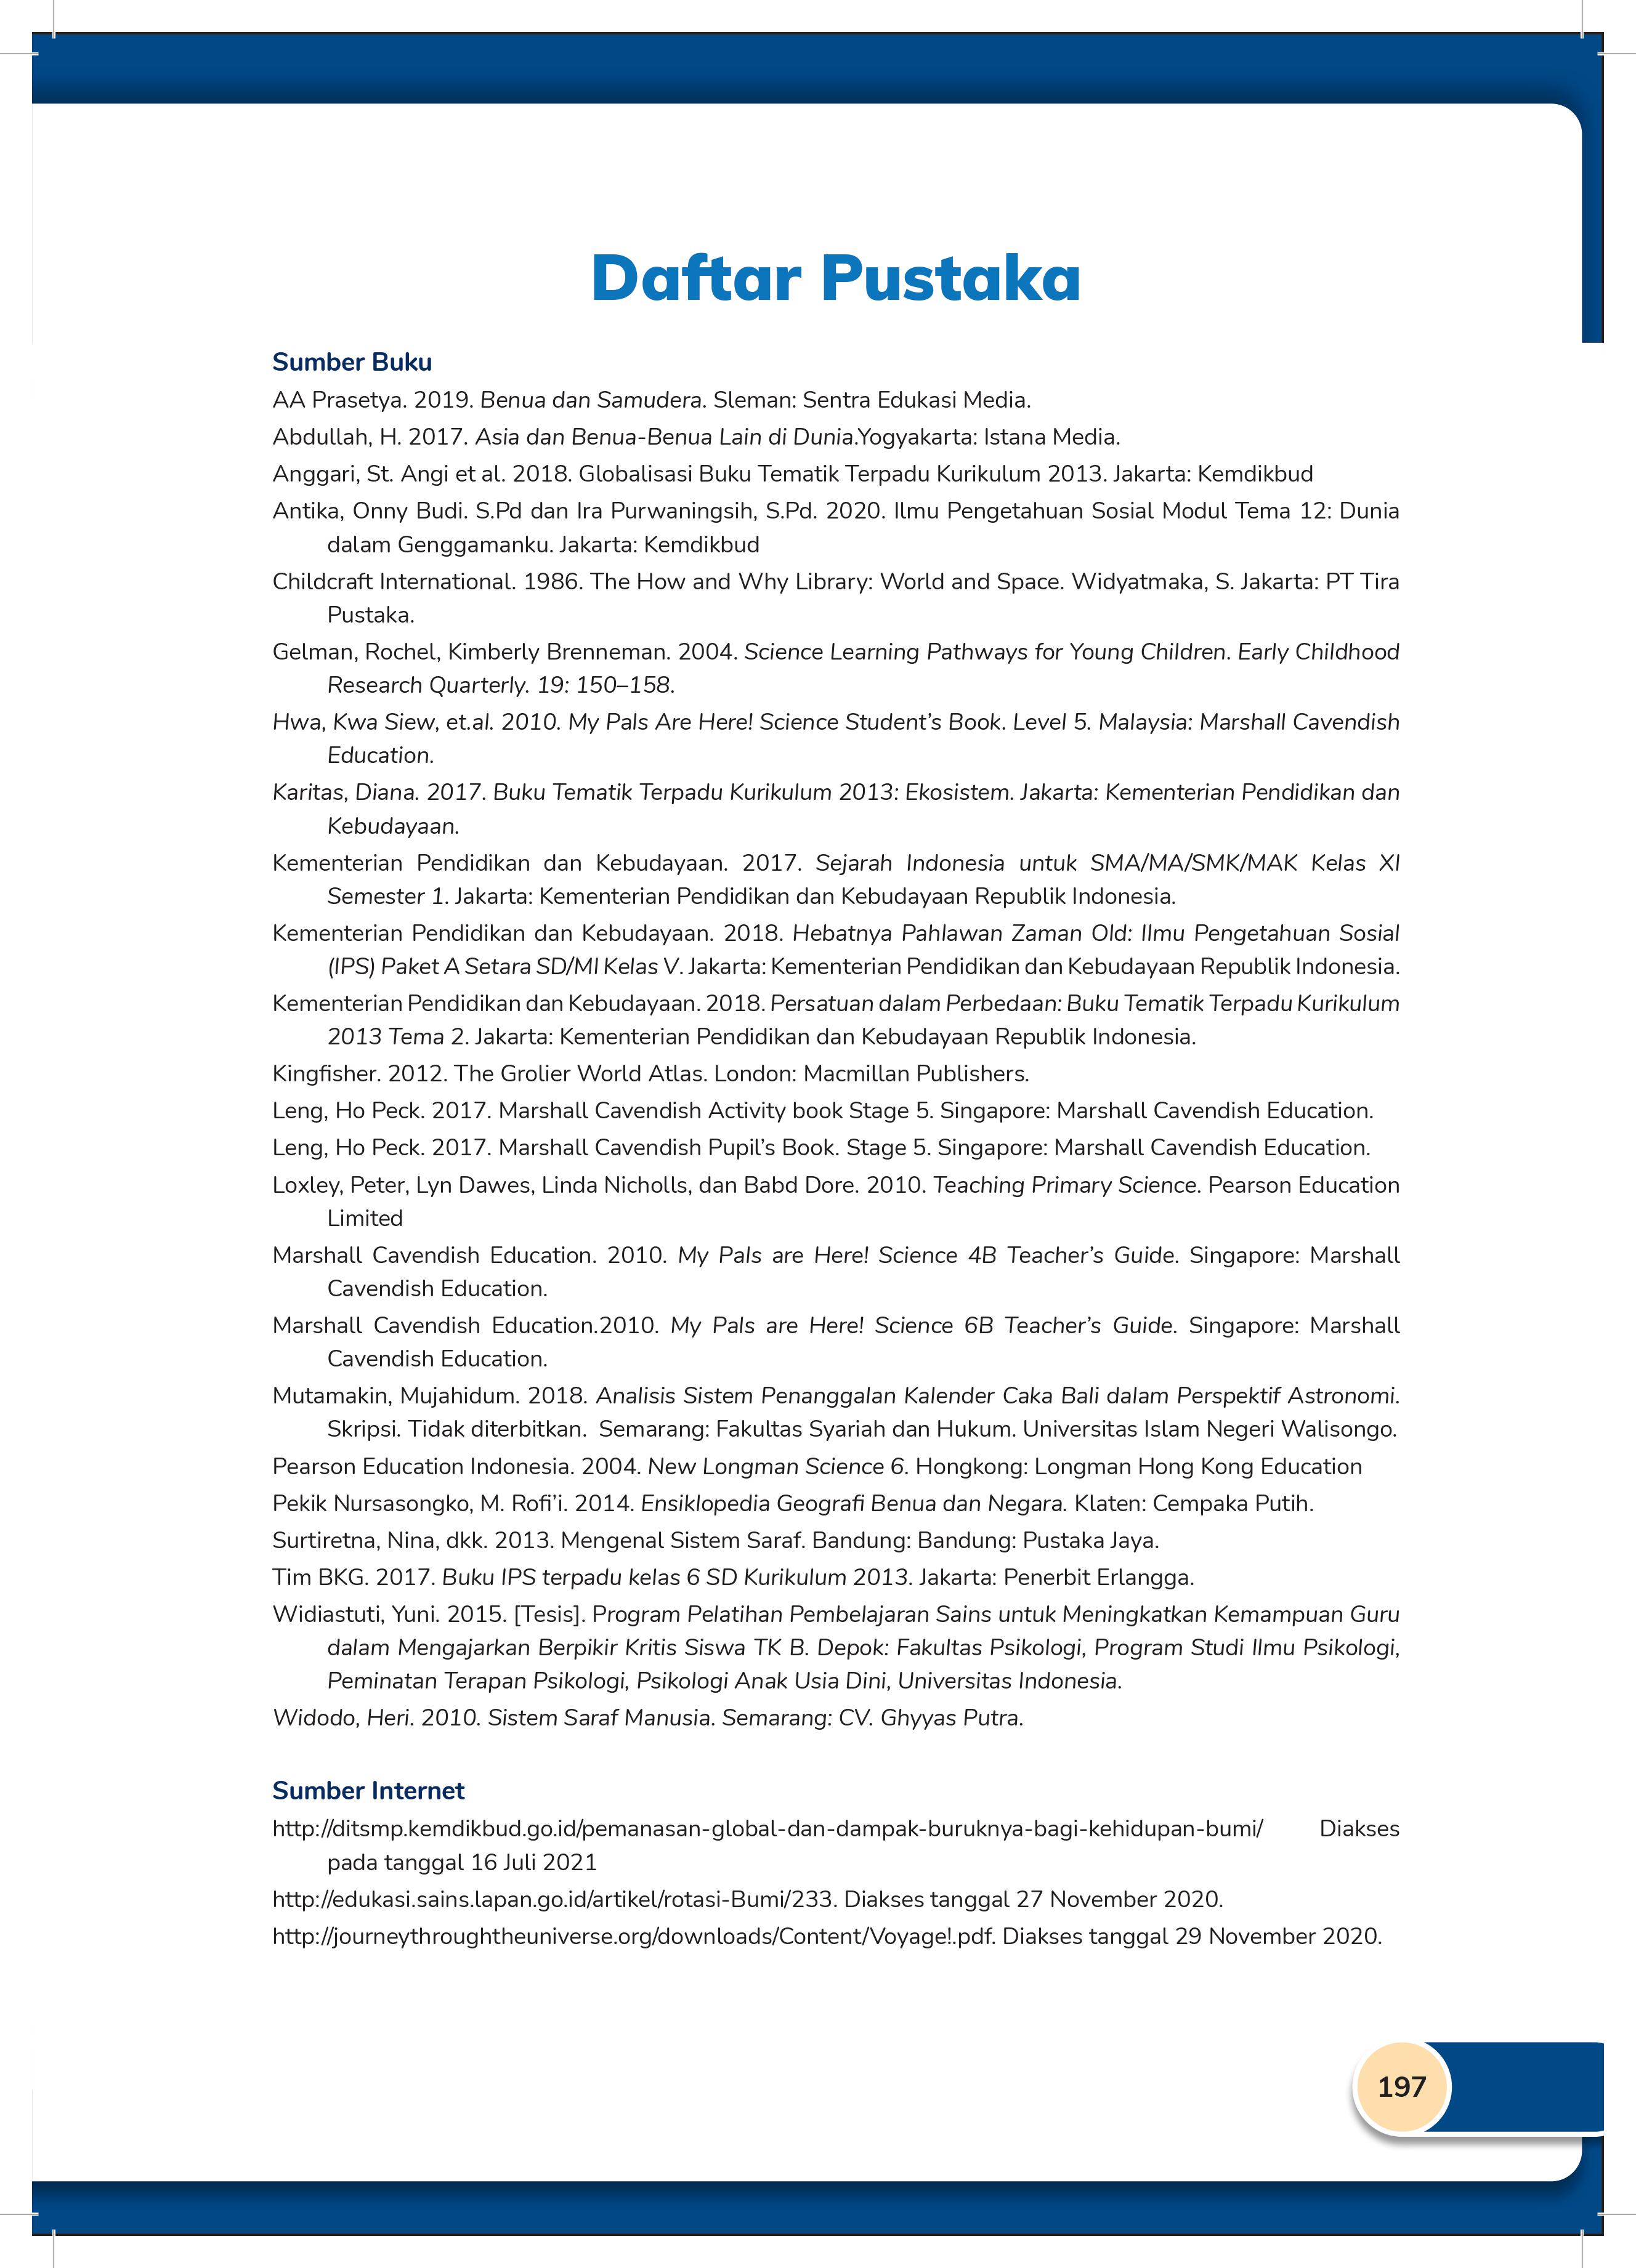 Daftar Pustaka
Sumber Buku
AA Prasetya. 2019. Benua dan Samudera. Sleman: Sentra Edukasi Media.
Abdullah, H. 2017. Asia dan Benua-Benua Lain di Dunia.Yogyakarta: Istana Media.
Anggari, St. Angi et al. 2018. Globalisasi Buku Tematik Terpadu Kurikulum 2013. Jakarta: Kemdikbud
Antika, Onny Budi. S.Pd dan Ira Purwaningsih, S.Pd. 2020. Ilmu Pengetahuan Sosial Modul Tema 12: Dunia
dalam Genggamanku. Jakarta: Kemdikbud
Childcraft International. 1986. The How and Why Library: World and Space. Widyatmaka, S. Jakarta: PT Tira
Pustaka.
Gelman, Rochel, Kimberly Brenneman. 2004. Science Learning Pathways for Young Children. Early Childhood
Research Quarterly. 19: 150–158.
Hwa, Kwa Siew, et.al. 2010. My Pals Are Here! Science Student’s Book. Level 5. Malaysia: Marshall Cavendish
Education.
Karitas, Diana. 2017. Buku Tematik Terpadu Kurikulum 2013: Ekosistem. Jakarta: Kementerian Pendidikan dan
Kebudayaan.
Kementerian Pendidikan dan Kebudayaan. 2017. Sejarah Indonesia untuk SMA/MA/SMK/MAK Kelas XI
Semester 1. Jakarta: Kementerian Pendidikan dan Kebudayaan Republik Indonesia.
Kementerian Pendidikan dan Kebudayaan. 2018. Hebatnya Pahlawan Zaman Old: Ilmu Pengetahuan Sosial
(IPS) Paket A Setara SD/MI Kelas V. Jakarta: Kementerian Pendidikan dan Kebudayaan Republik Indonesia.
Kementerian Pendidikan dan Kebudayaan. 2018. Persatuan dalam Perbedaan: Buku Tematik Terpadu Kurikulum
2013 Tema 2. Jakarta: Kementerian Pendidikan dan Kebudayaan Republik Indonesia.
Kingfisher. 2012. The Grolier World Atlas. London: Macmillan Publishers.
Leng, Ho Peck. 2017. Marshall Cavendish Activity book Stage 5. Singapore: Marshall Cavendish Education.
Leng, Ho Peck. 2017. Marshall Cavendish Pupil’s Book. Stage 5. Singapore: Marshall Cavendish Education.
Loxley, Peter, Lyn Dawes, Linda Nicholls, dan Babd Dore. 2010. Teaching Primary Science. Pearson Education
Limited
Marshall Cavendish Education. 2010. My Pals are Here! Science 4B Teacher’s Guide. Singapore: Marshall
Cavendish Education.
Marshall Cavendish Education.2010. My Pals are Here! Science 6B Teacher’s Guide. Singapore: Marshall
Cavendish Education.
Mutamakin, Mujahidum. 2018. Analisis Sistem Penanggalan Kalender Caka Bali dalam Perspektif Astronomi.
Skripsi. Tidak diterbitkan. Semarang: Fakultas Syariah dan Hukum. Universitas Islam Negeri Walisongo.
Pearson Education Indonesia. 2004. New Longman Science 6. Hongkong: Longman Hong Kong Education
Pekik Nursasongko, M. Rofi’i. 2014. Ensiklopedia Geografi Benua dan Negara. Klaten: Cempaka Putih.
Surtiretna, Nina, dkk. 2013. Mengenal Sistem Saraf. Bandung: Bandung: Pustaka Jaya.
Tim BKG. 2017. Buku IPS terpadu kelas 6 SD Kurikulum 2013. Jakarta: Penerbit Erlangga.
Widiastuti, Yuni. 2015. [Tesis]. Program Pelatihan Pembelajaran Sains untuk Meningkatkan Kemampuan Guru
dalam Mengajarkan Berpikir Kritis Siswa TK B. Depok: Fakultas Psikologi, Program Studi Ilmu Psikologi,
Peminatan Terapan Psikologi, Psikologi Anak Usia Dini, Universitas Indonesia.
Widodo, Heri. 2010. Sistem Saraf Manusia. Semarang: CV. Ghyyas Putra.
Sumber Internet
http://ditsmp.kemdikbud.go.id/pemanasan-global-dan-dampak-buruknya-bagi-kehidupan-bumi/ Diakses
pada tanggal 16 Juli 2021
http://edukasi.sains.lapan.go.id/artikel/rotasi-Bumi/233. Diakses tanggal 27 November 2020.
http://journeythroughtheuniverse.org/downloads/Content/Voyage!.pdf. Diakses tanggal 29 November 2020.
197